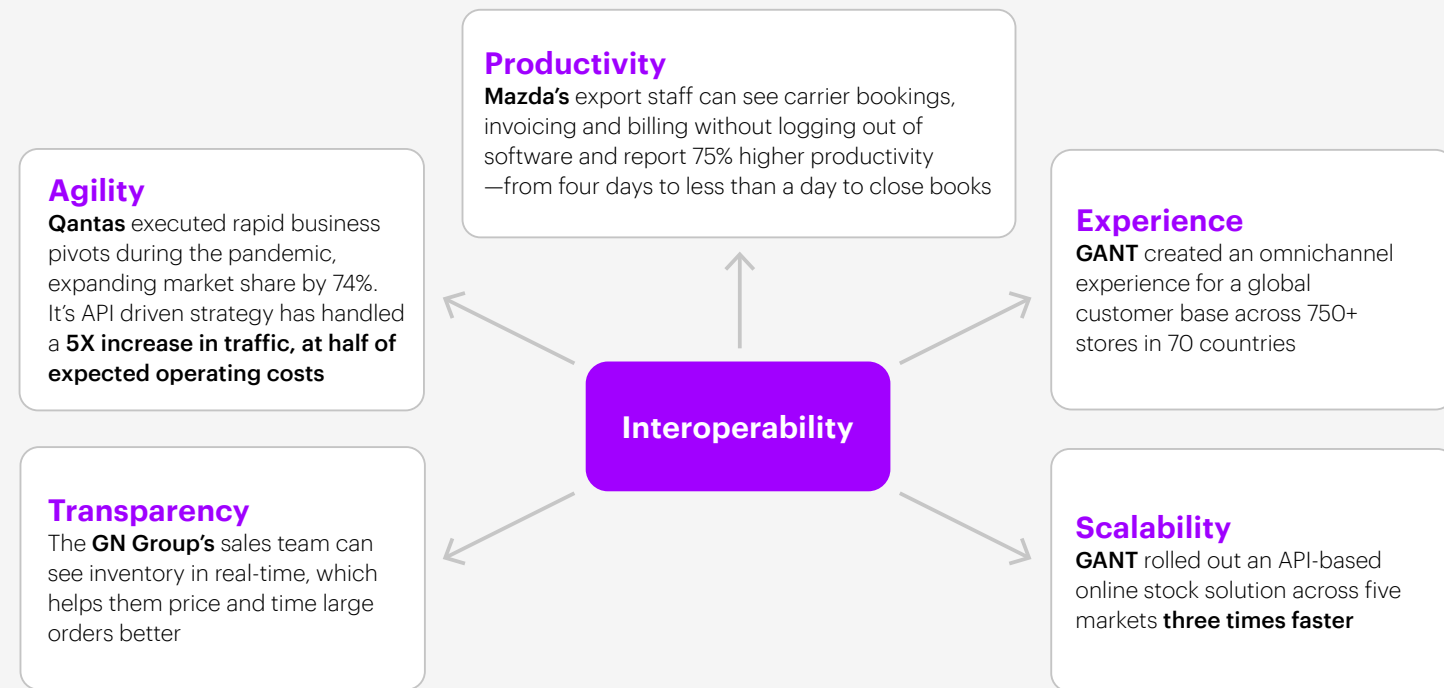 Productivity
Mazda’s export staff can see carrier bookings,
invoicing and billing without logging out of
software and report 75% higher productivity
—from four days to less than a day to close books
Agility
Qantas executed rapid business
pivots during the pandemic,
expanding market share by 74%.
It’s API driven strategy has handled
a 5X increase in traffic, at half of
expected operating costs
Experience
GANT created an omnichannel
experience for a global
customer base across 750+
stores in 70 countries
Interoperability
Transparency
The GN Group’s sales team can
see inventory in real-time, which
helps them price and time large
orders better
Scalability
GANT rolled out an API-based
online stock solution across five
markets three times faster